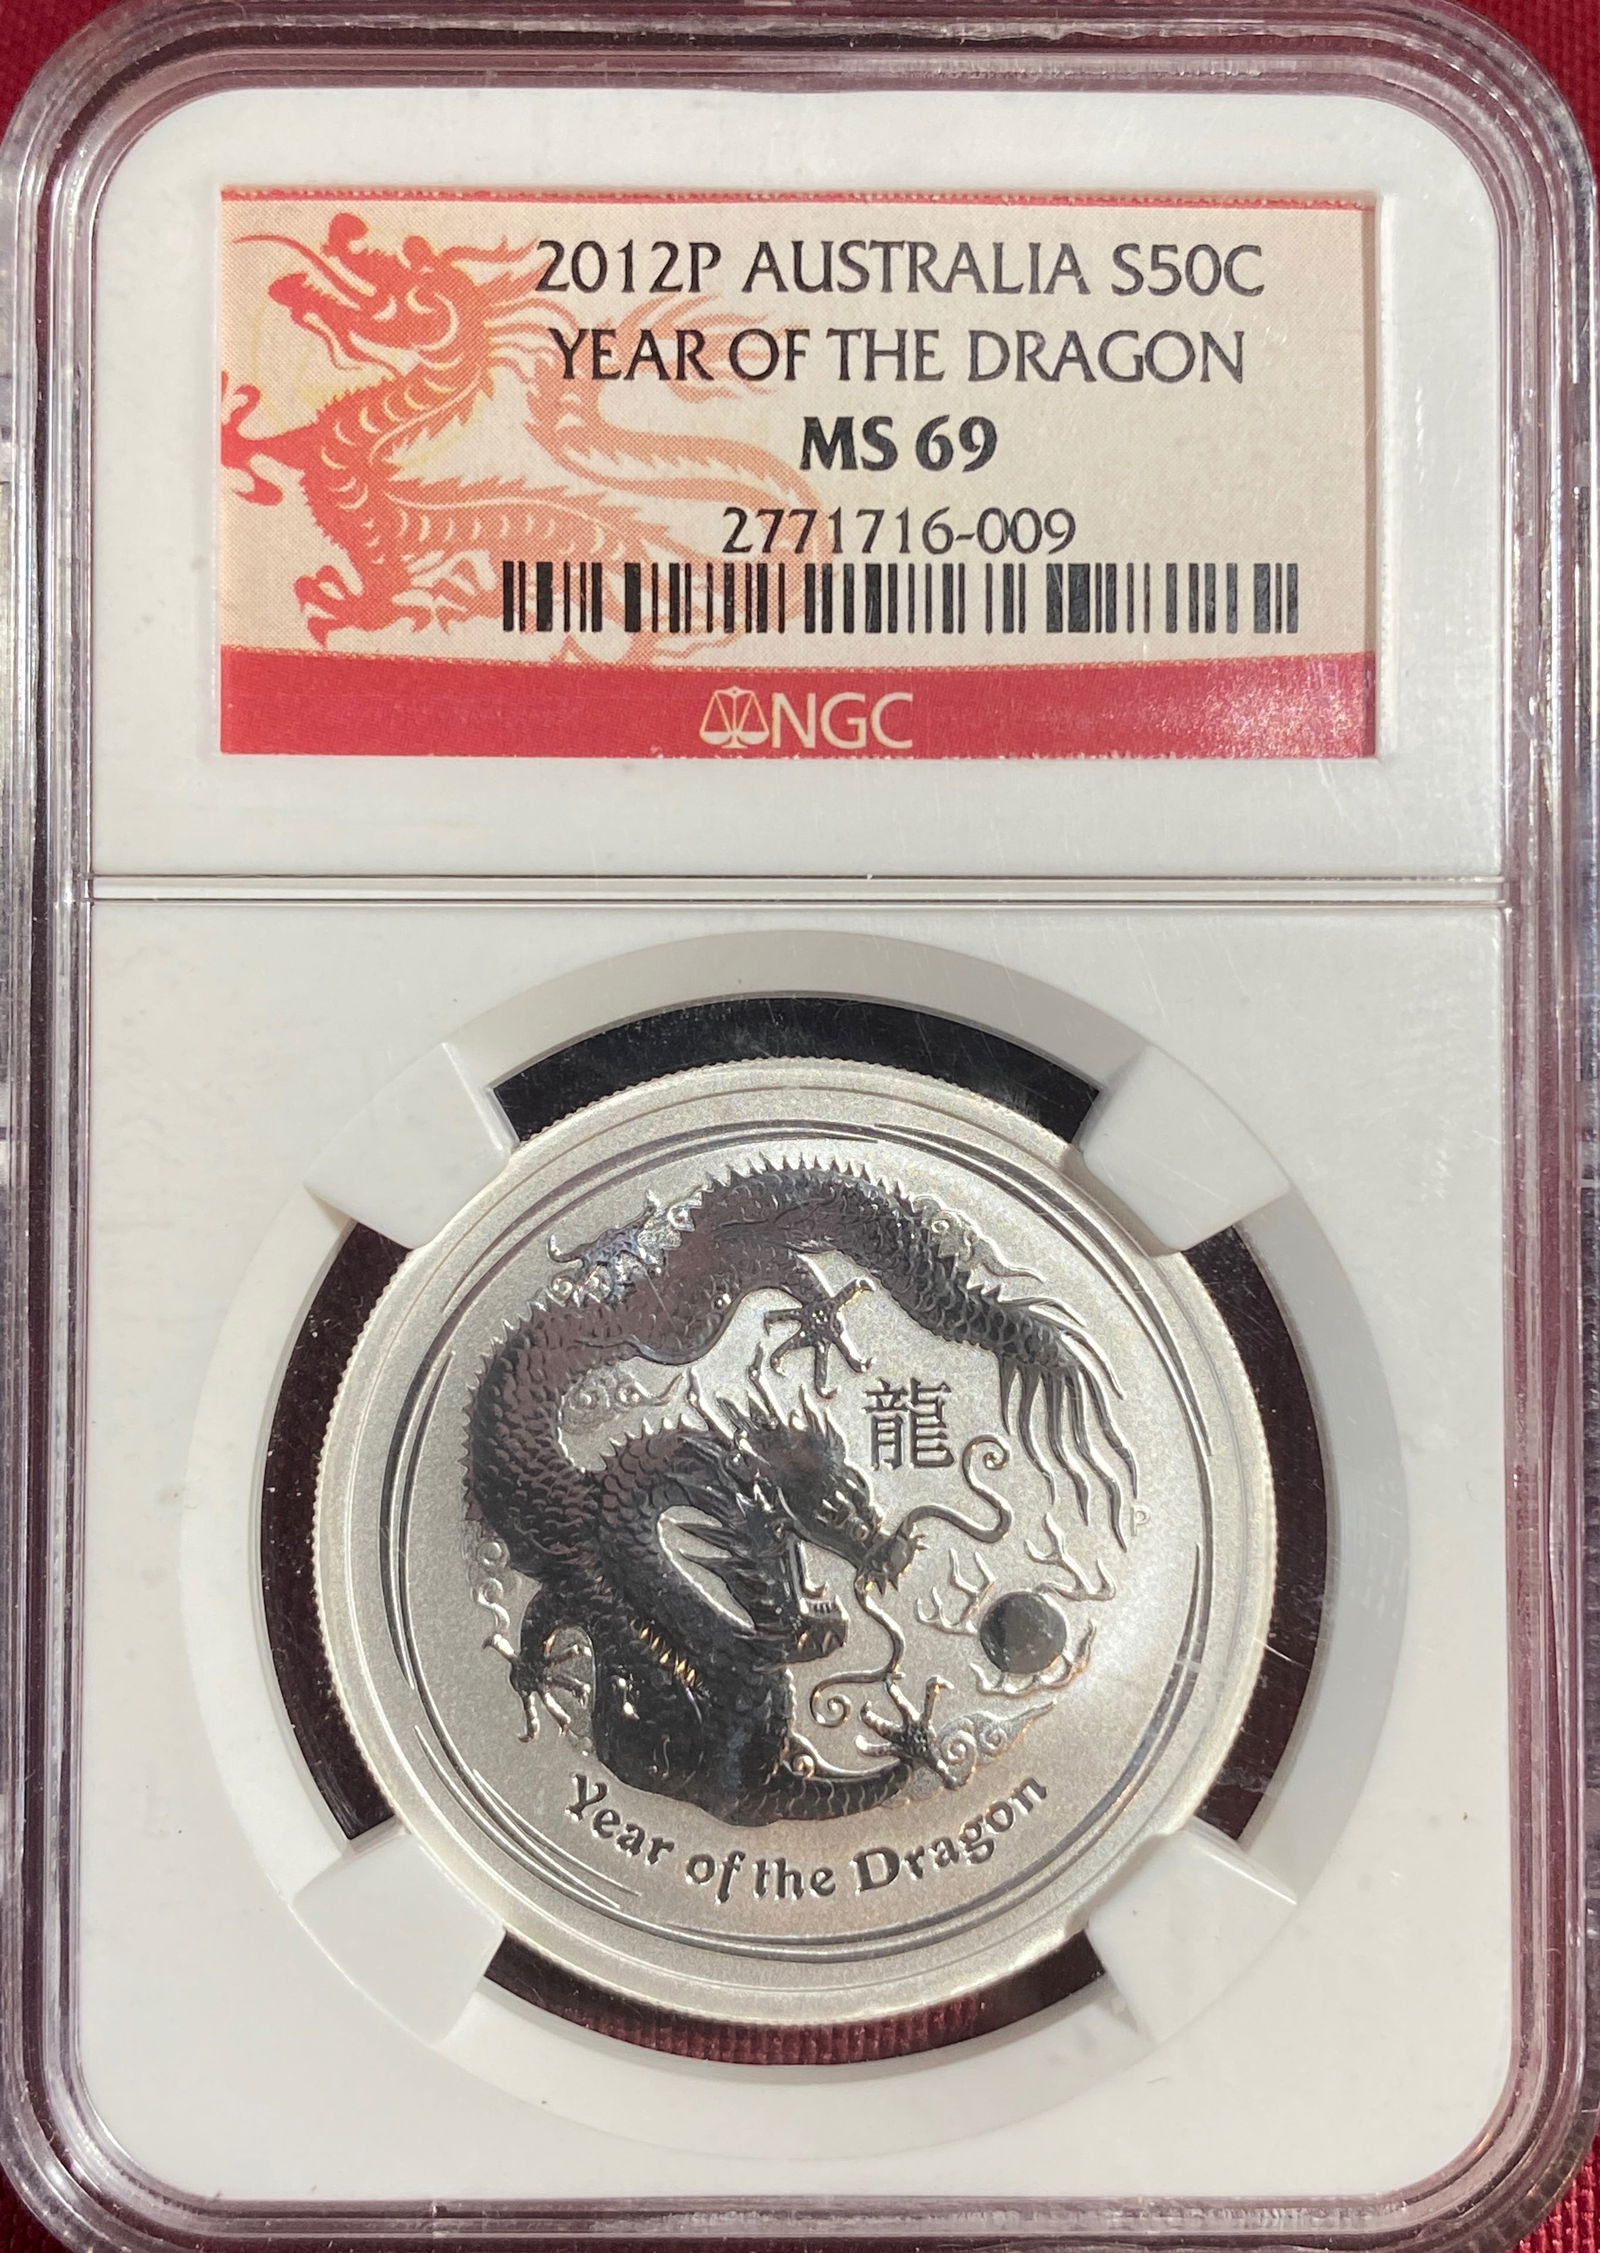 2012P AUSTRALIA S50C
YEAR OF THE DRAGON
MS 69
2771716-009
NGC
龍
P
Year of the Dragon